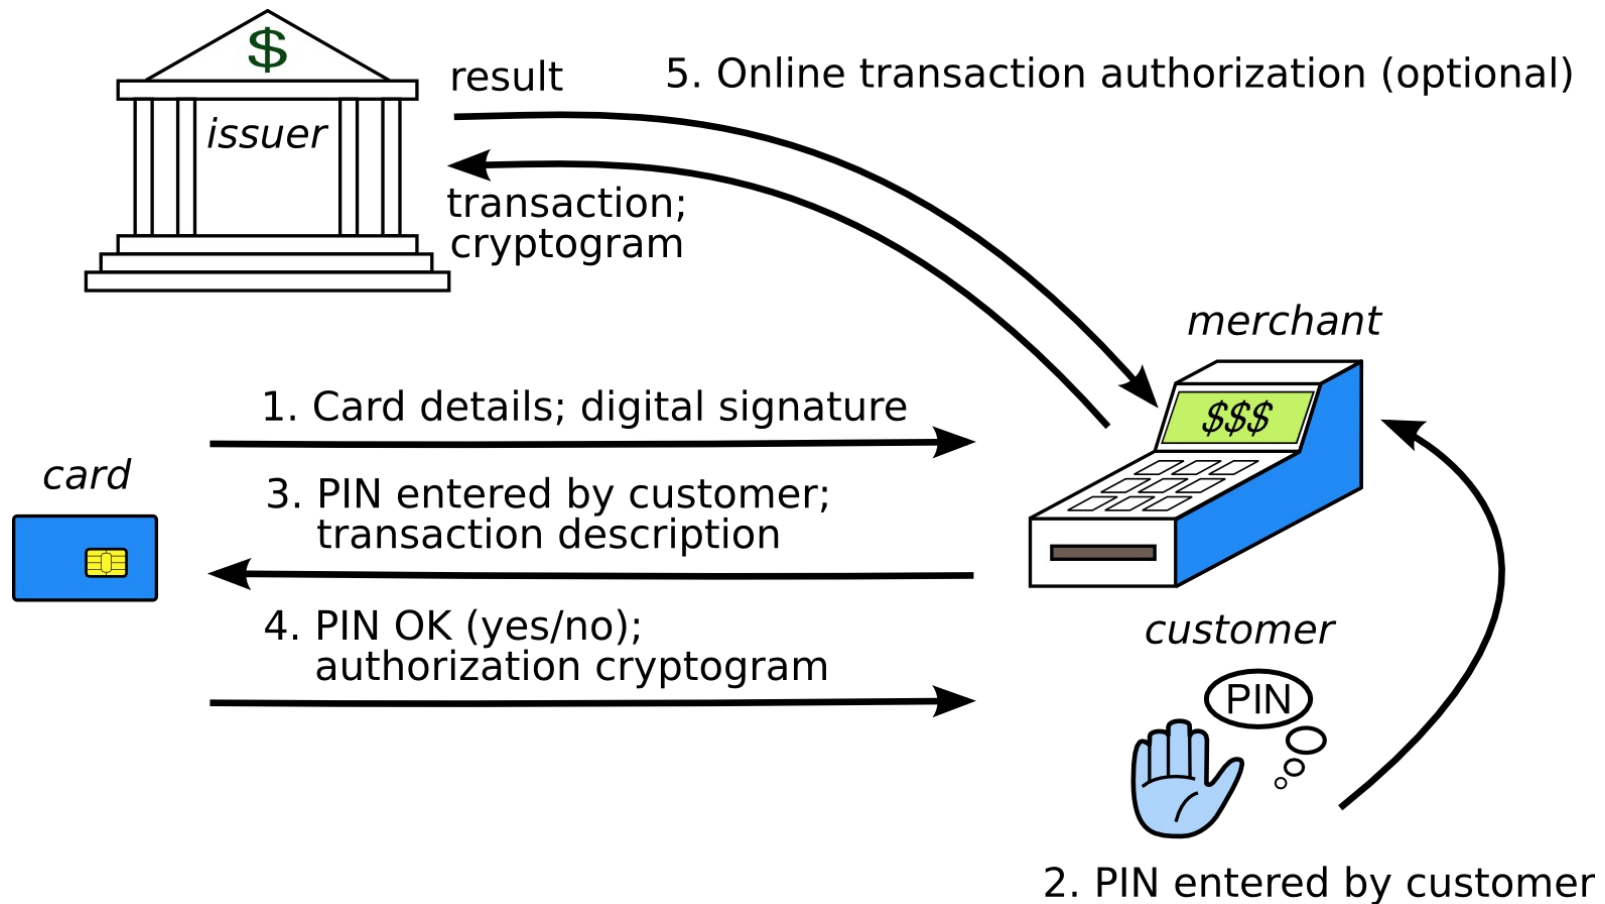 $
issuer
result
5. Online transaction authorization (optional)
transaction;
cryptogram
merchant
$$$
1. Card details; digital signature
card
3. PIN entered by customer;
transaction description
4. PIN OK (yes/no);
authorization cryptogram
customer
PIN
2. PIN entered by customer